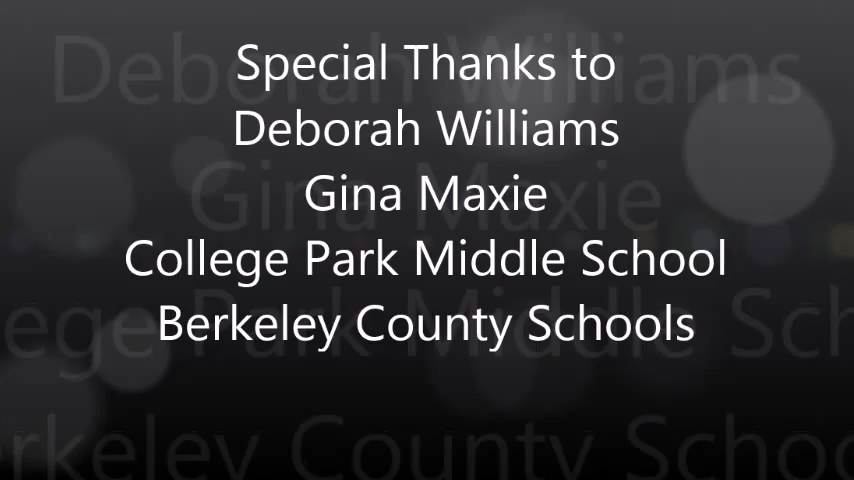 Special Thanks to
Deborah Williams
Gina Maxie
College Park Middle School
Berkeley County Schools